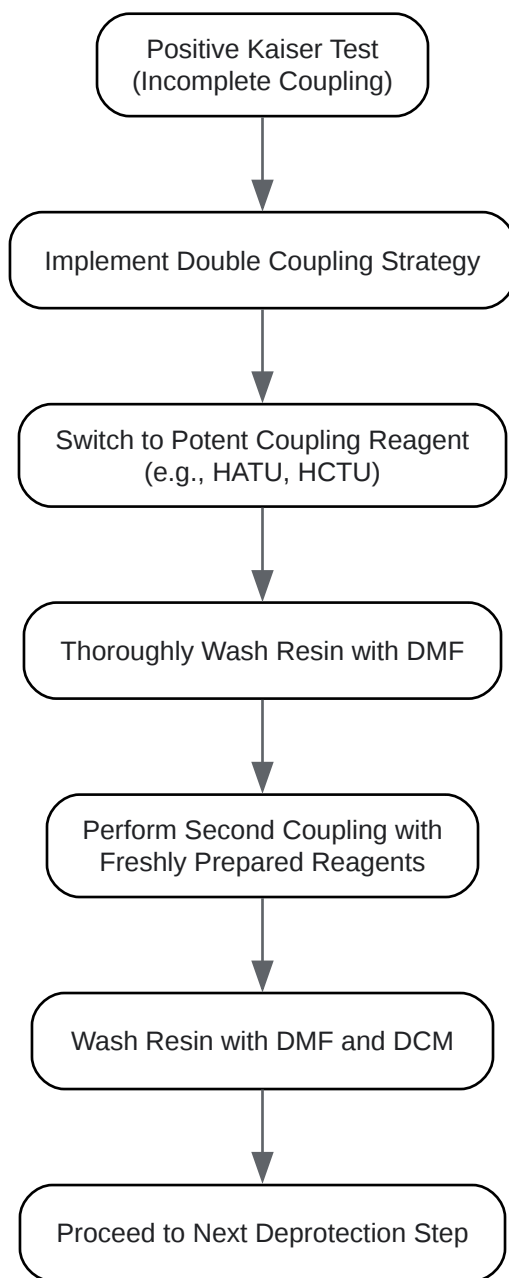 Positive Kaiser Test
(Incomplete Coupling)
Implement Double Coupling Strategy
Switch to Potent Coupling Reagent
(e.g., HATU, HCTU)
Thoroughly Wash Resin with DMF
Perform Second Coupling with
Freshly Prepared Reagents
Wash Resin with DMF and DCM
Proceed to Next Deprotection Step